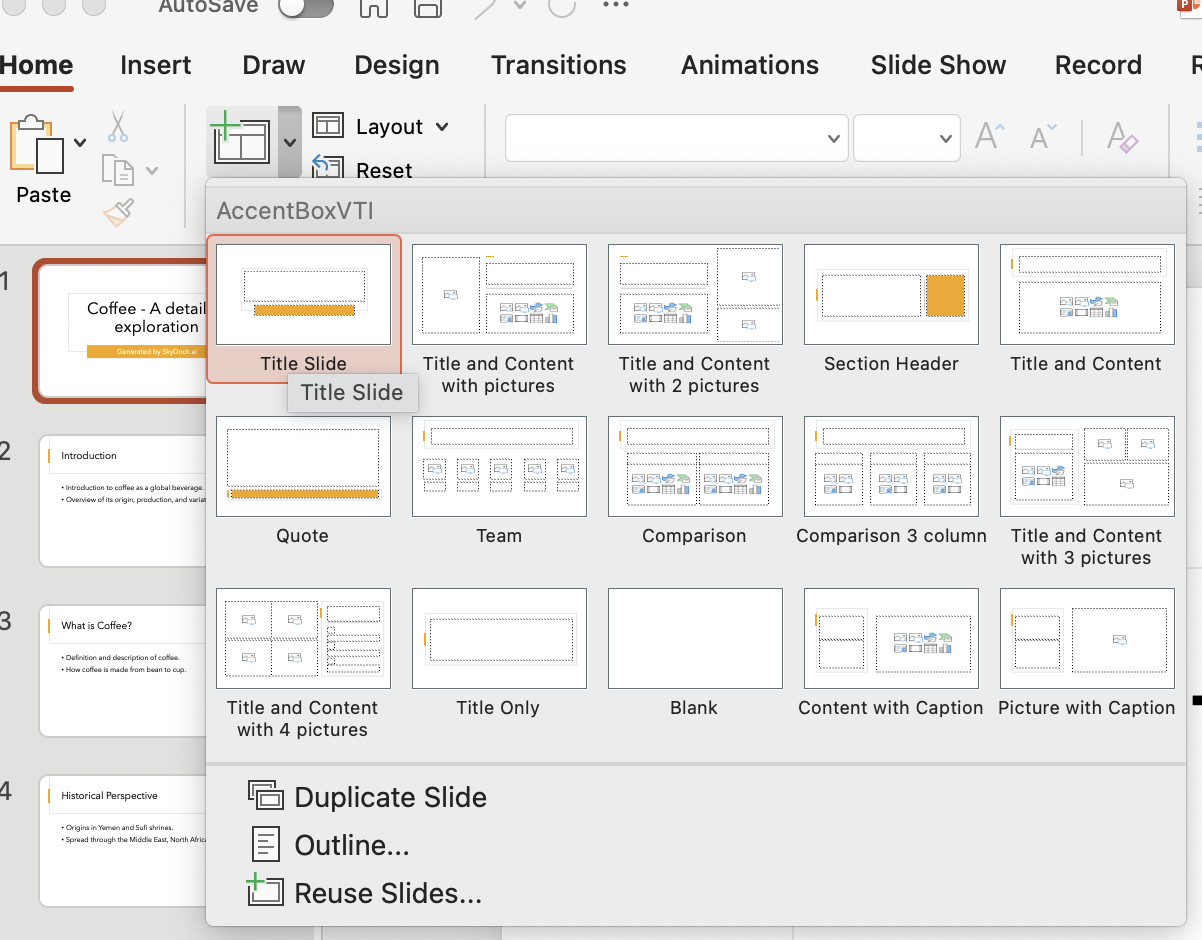 AutoSave
Home Insert Draw Design Transitions Animations Slide Show Record
Paste
Layout
Reset
AccentBoxVTI
Title Slide
Title and Content
with pictures
Title and Content
with 2 pictures
Section Header
Title and Content
Title Slide
Quote
Team
Comparison
Comparison 3 column
Title and Content
with 3 pictures
Title and Content
with 4 pictures
Title Only
Blank
Content with Caption
Picture with Caption
Duplicate Slide
Outline...
Reuse Slides...
1
Coffee - A detail
exploration
Generated by SkyDock.ai
2
Introduction
• Introduction to coffee as a global beverage.
• Overview of its origin, production, and variat
3
What is Coffee?
• Definition and description of coffee.
• How coffee is made from bean to cup.
4
Historical Perspective
• Origins in Yemen and Sufi shrines.
• Spread through the Middle East, North Africa